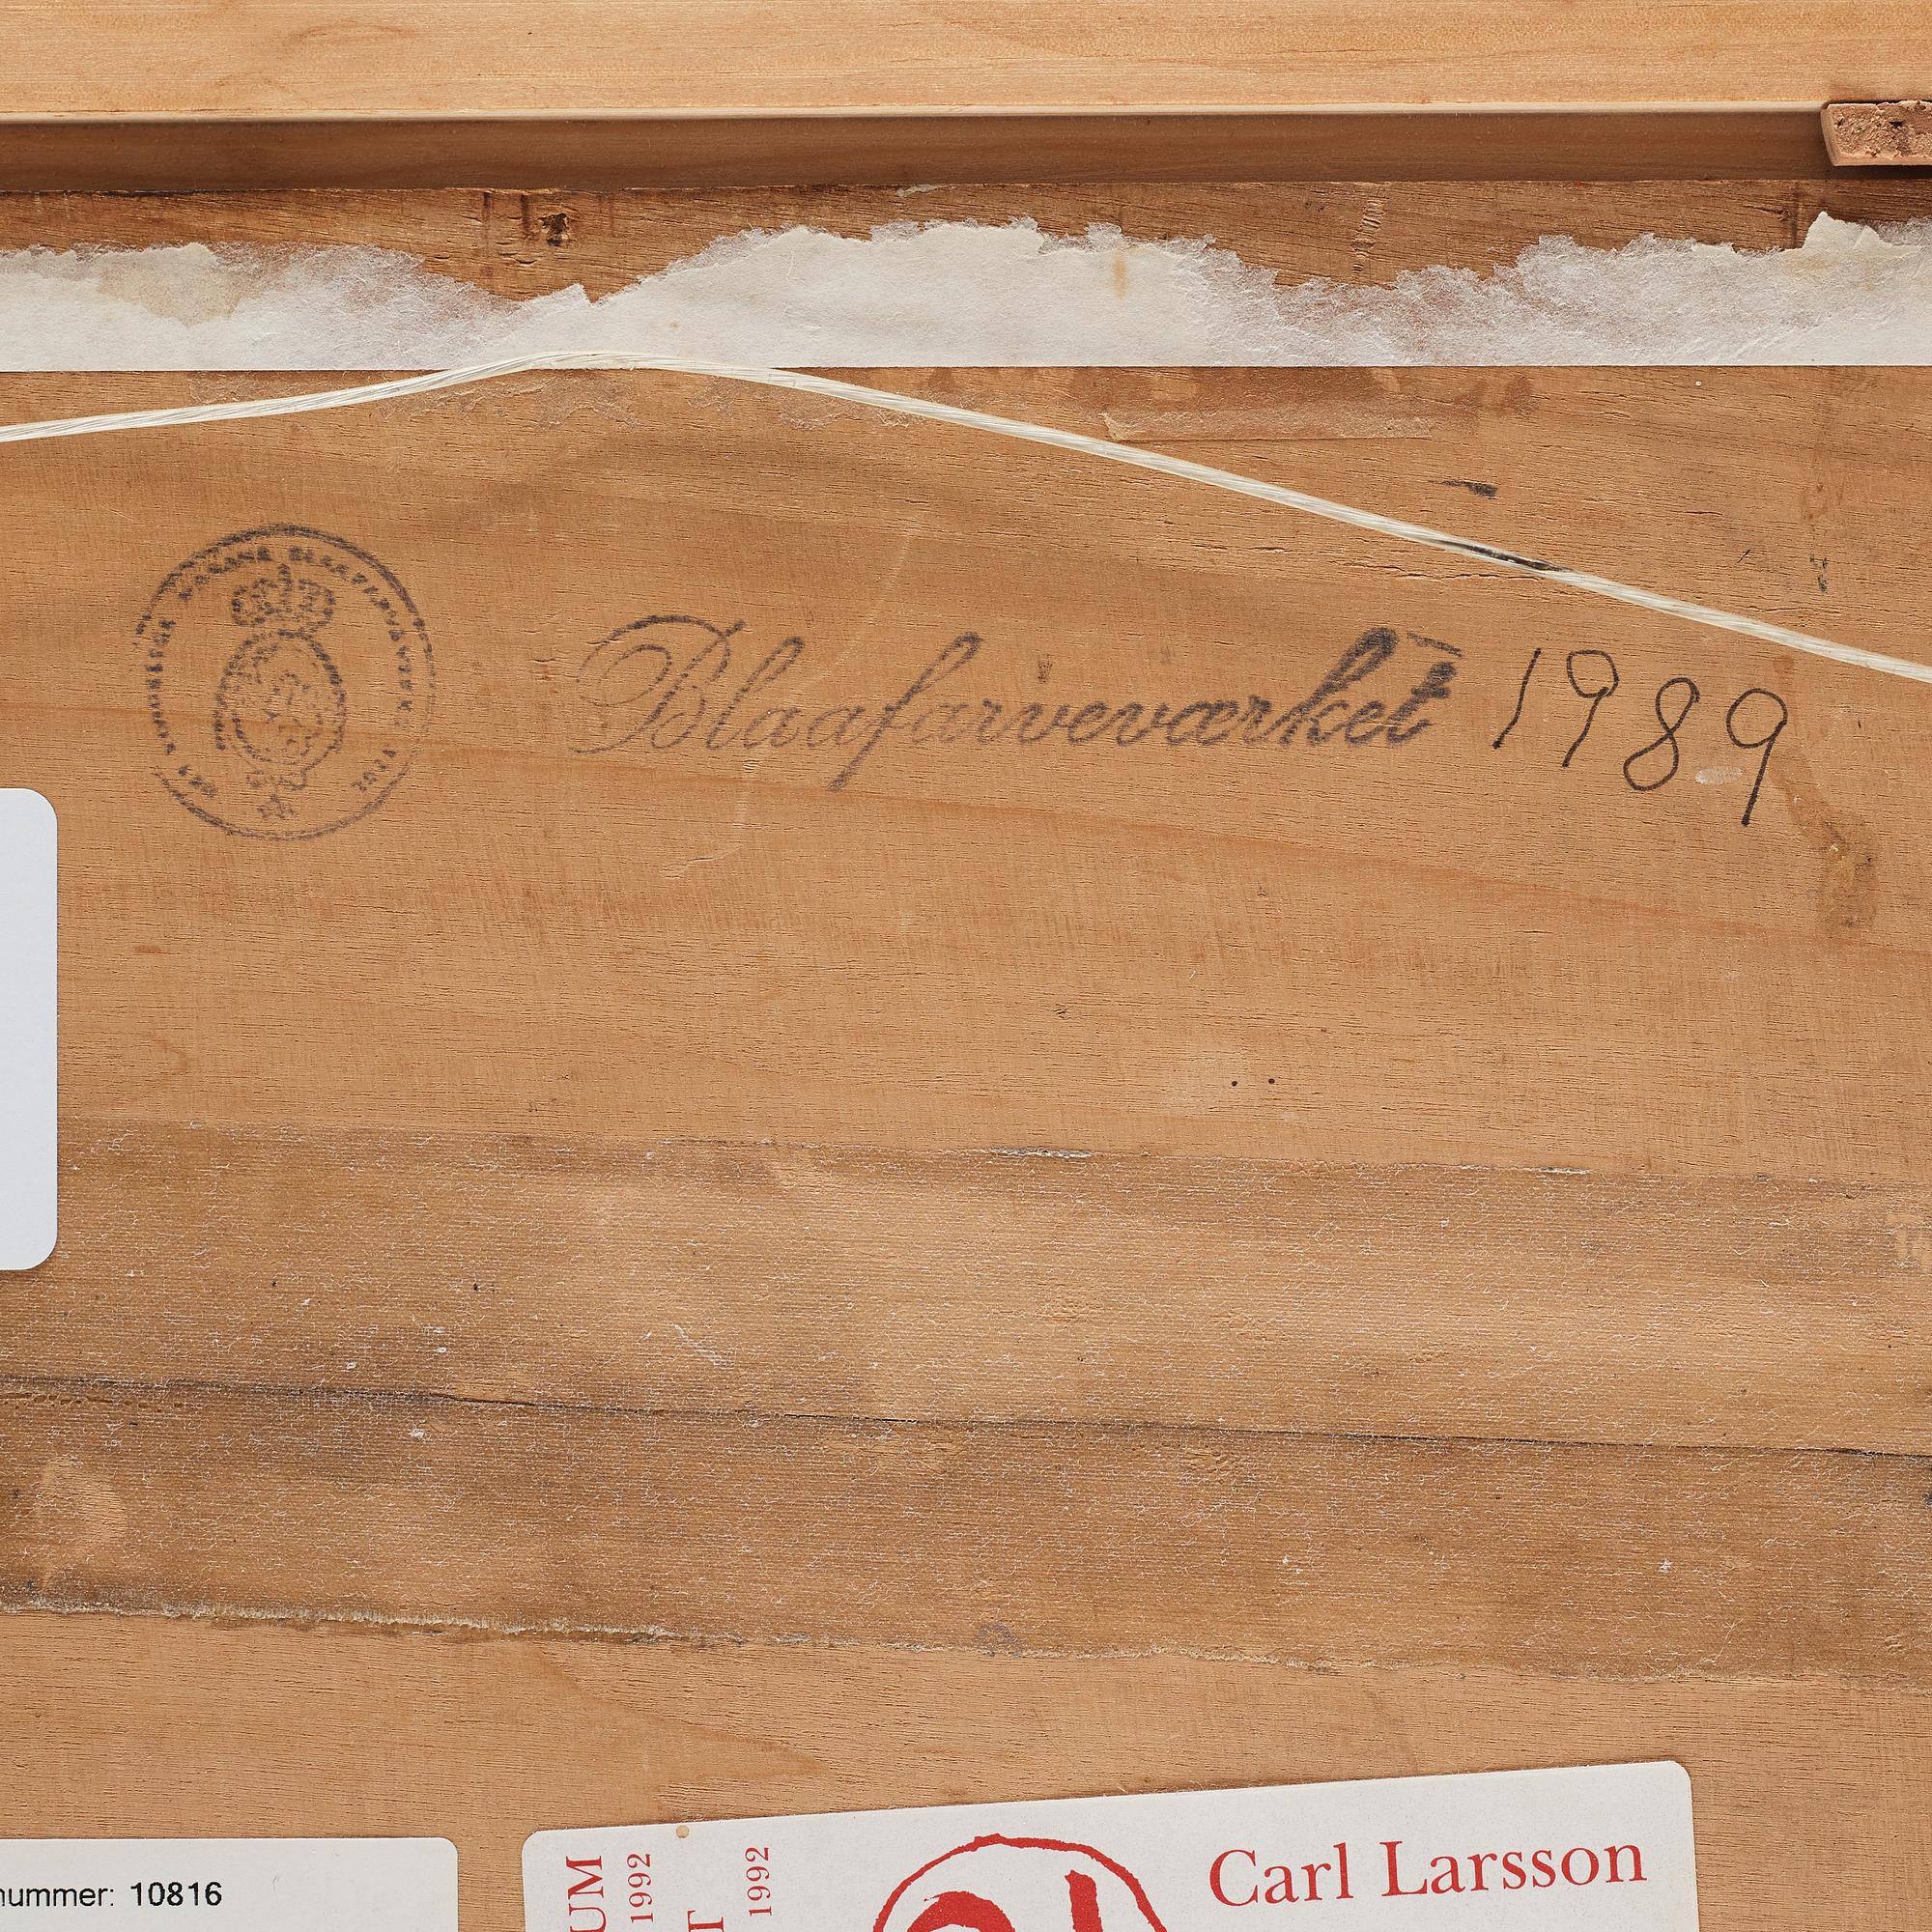 Blaafarveværket 1989
nummer: 10816
UM
1992
T
1992
Carl Larsson